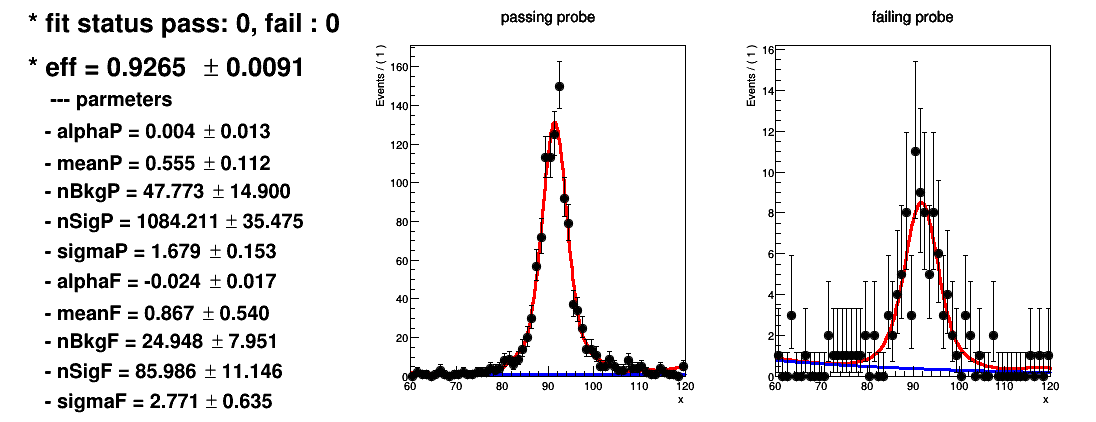 * fit status pass: 0, fail : 0
* eff = 0.9265 ± 0.0091
--- parmeters
- alphaP = 0.004 ± 0.013
- meanP = 0.555 ± 0.112
- nBkgP = 47.773 ± 14.900
- nSigP = 1084.211 ± 35.475
- sigmaP = 1.679 ± 0.153
- alphaF = -0.024 ± 0.017
- meanF = 0.867 ± 0.540
- nBkgF = 24.948 ± 7.951
- nSigF = 85.986 ± 11.146
- sigmaF = 2.771 ± 0.635
passing probe
Events / ( 1 )
160
140
120
100
80
60
40
20
0
60 70 80 90 100 110 120
x
failing probe
Events / ( 1 )
16
14
12
10
8
6
4
2
0
60 70 80 90 100 110 120
x